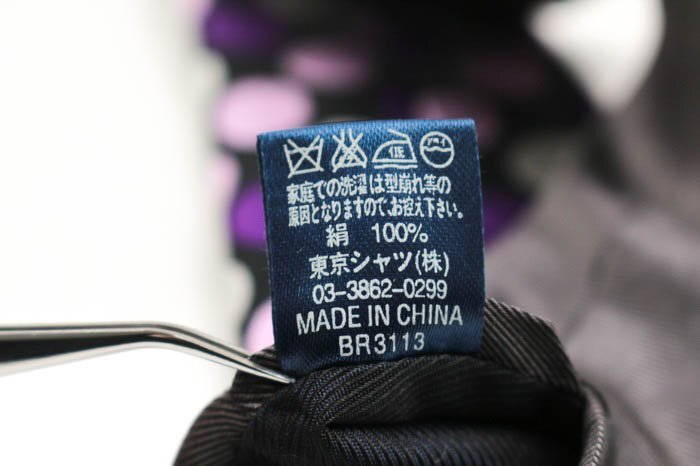 家庭での洗濯は型崩れ等の
原因となりますので、お控え下さい。
絹 100%
東京シャツ(株)
03-3862-0299
MADE IN CHINA
BR3113